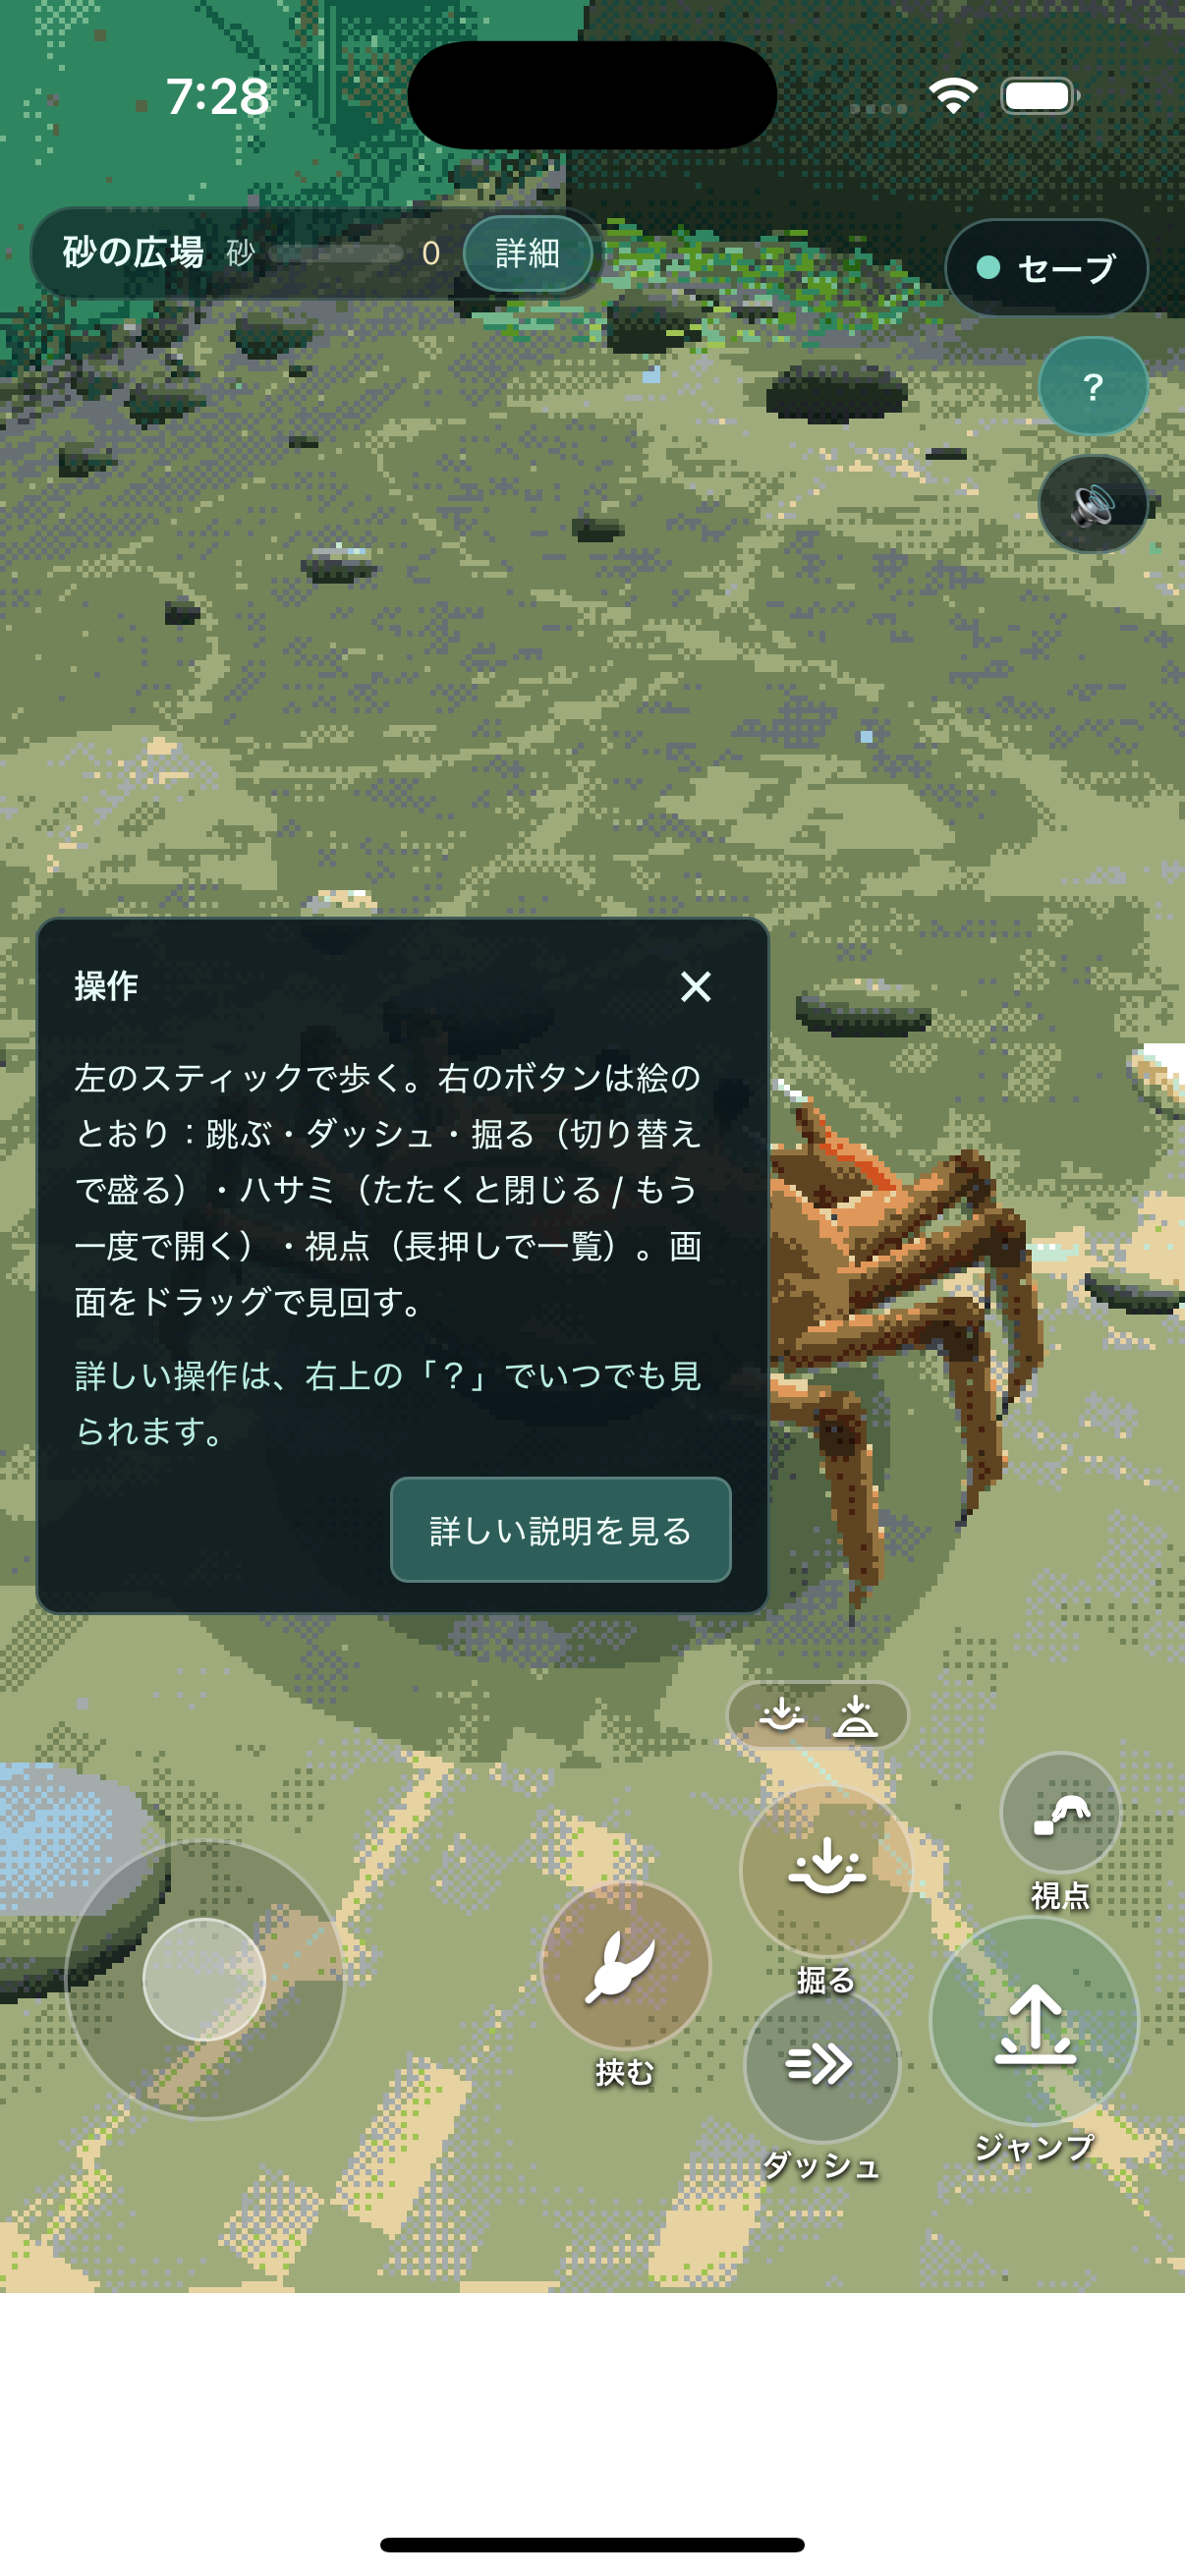 7:28
砂の広場 砂 0 詳細
セーブ
?
操作
左のスティックで歩く。右のボタンは絵の
とおり：跳ぶ・ダッシュ・掘る（切り替え
で盛る）・ハサミ（たたくと閉じる / もう
一度で開く）・視点（長押しで一覧）。画
面をドラッグで見回す。
詳しい操作は、右上の「？」でいつでも見
られます。
詳しい説明を見る
視点
掘る
挟む
ダッシュ
ジャンプ